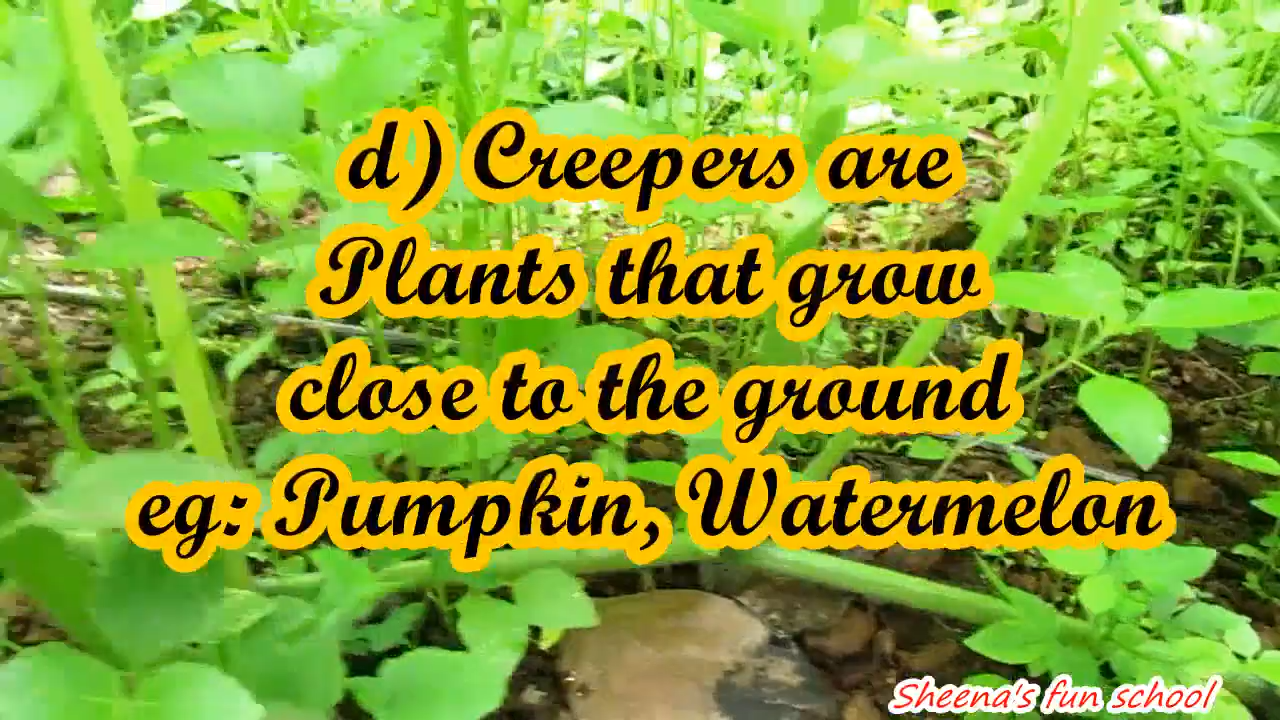 d) Creepers are
Plants that grow
close to the ground
eg: Pumpkin, Watermelon
Sheena's fun school